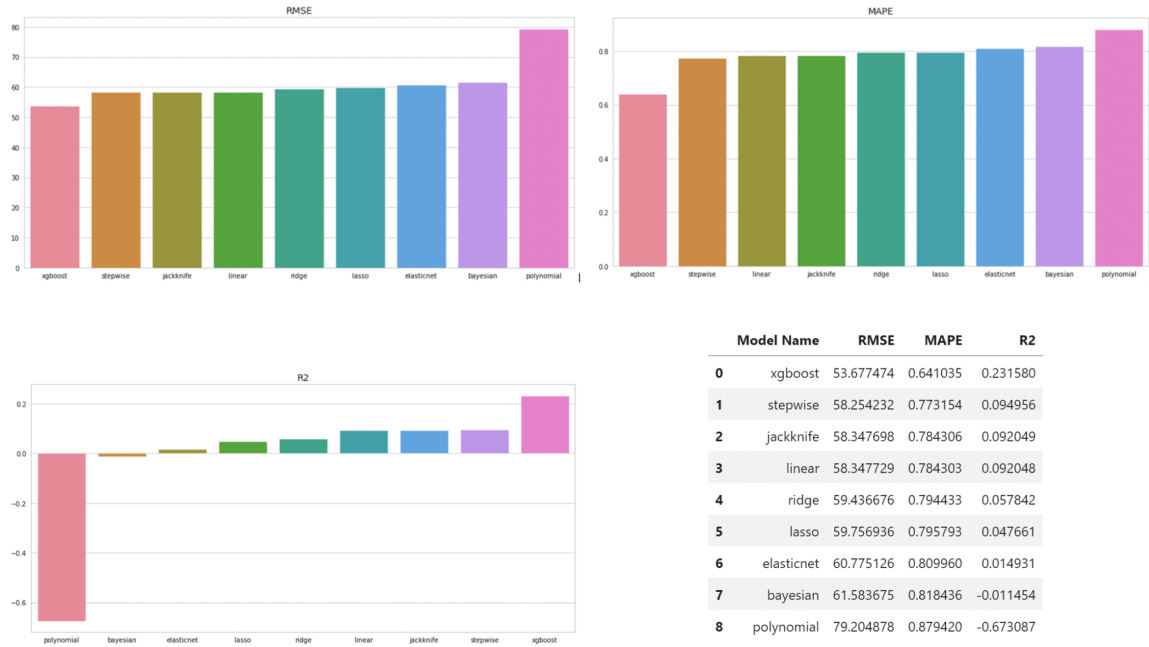 RMSE
80
70
60
50
40
30
20
10
0
xgboost stepwise jackknife linear ridge lasso elasticnet bayesian polynomial
MAPE
0.8
0.6
0.4
0.2
0.0
xgboost stepwise linear jackknife ridge lasso elasticnet bayesian polynomial
R2
0.2
0.0
−0.2
−0.4
−0.6
polynomial bayesian elasticnet lasso ridge linear jackknife stepwise xgboost
Model Name RMSE MAPE R2
0 xgboost 53.677474 0.641035 0.231580
1 stepwise 58.254232 0.773154 0.094956
2 jackknife 58.347698 0.784306 0.092049
3 linear 58.347729 0.784303 0.092048
4 ridge 59.436676 0.794433 0.057842
5 lasso 59.756936 0.795793 0.047661
6 elasticnet 60.775126 0.809960 0.014931
7 bayesian 61.583675 0.818436 -0.011454
8 polynomial 79.204878 0.879420 -0.673087